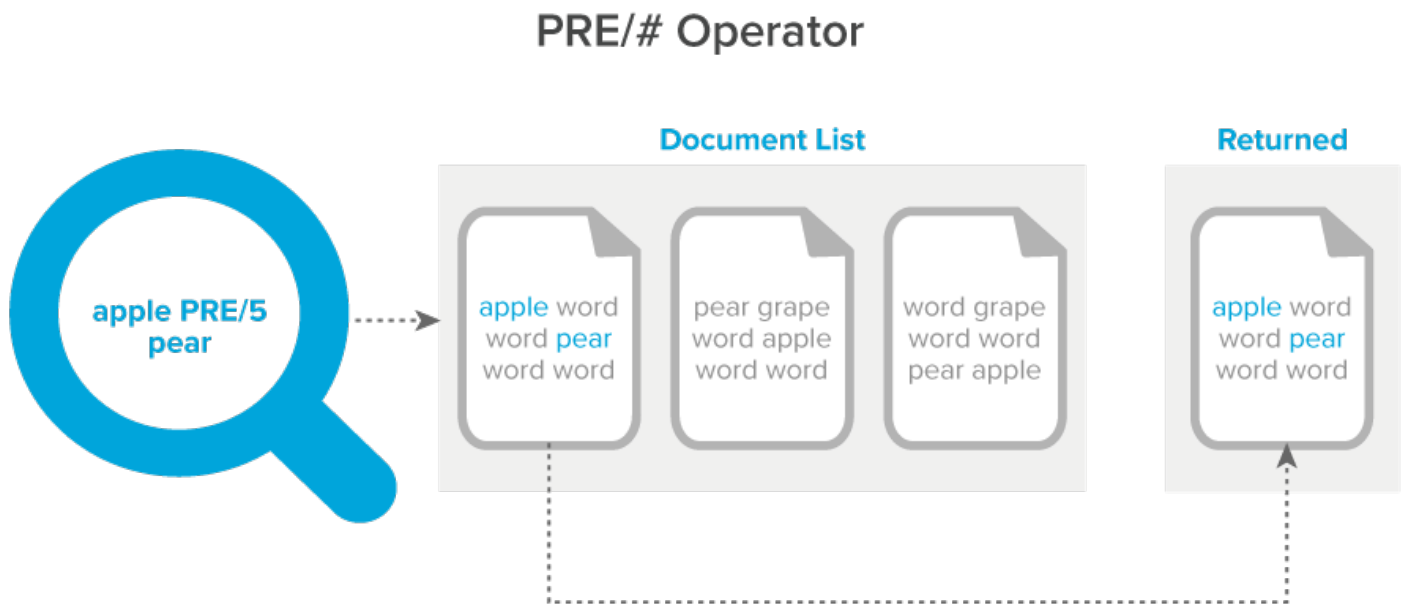 PRE/# Operator
Document List
Returned
apple PRE/5
pear
apple word
word pear
word word
pear grape
word apple
word word
word grape
word word
pear apple
apple word
word pear
word word